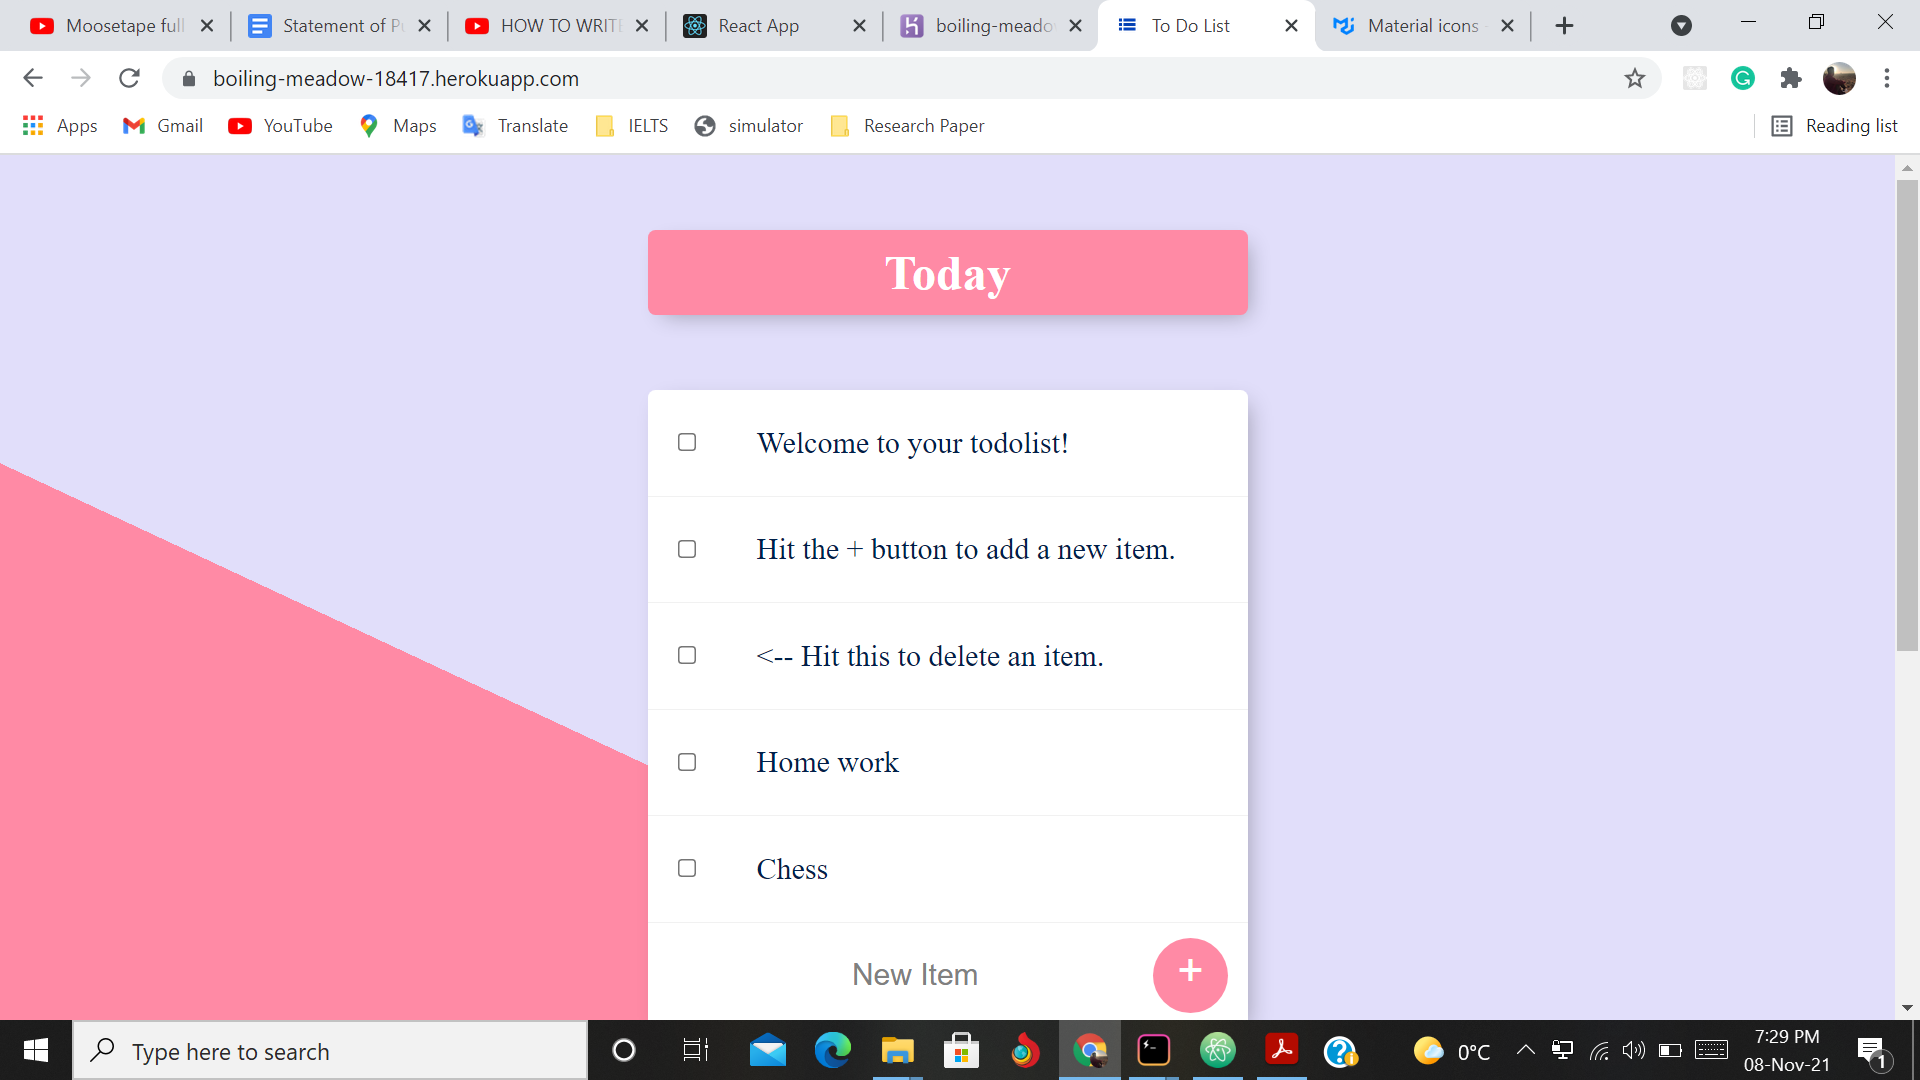 Moosetape full
Statement of P
HOW TO WRITE
React App
boiling-meado
To Do List
Material icons
boiling-meadow-18417.herokuapp.com
Apps
Gmail
YouTube
Maps
Translate
IELTS
simulator
Research Paper
Reading list
Today
Welcome to your todolist!
Hit the + button to add a new item.
<-- Hit this to delete an item.
Home work
Chess
New Item
+
Type here to search
0°C
7:29 PM
08-Nov-21
1